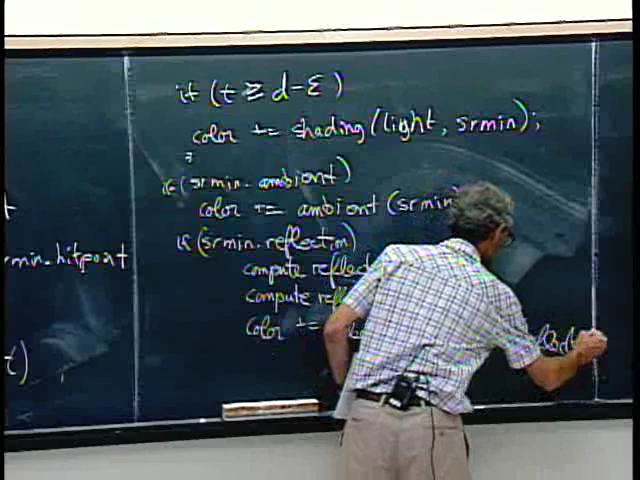 if (t ≥ d-ε)
color += shading (light, srmin);
}
if (srmin.ambient)
color += ambient (srmin)
if (srmin.reflection)
rmin.hitpoint
compute reflect
compute refl
color +=
t)